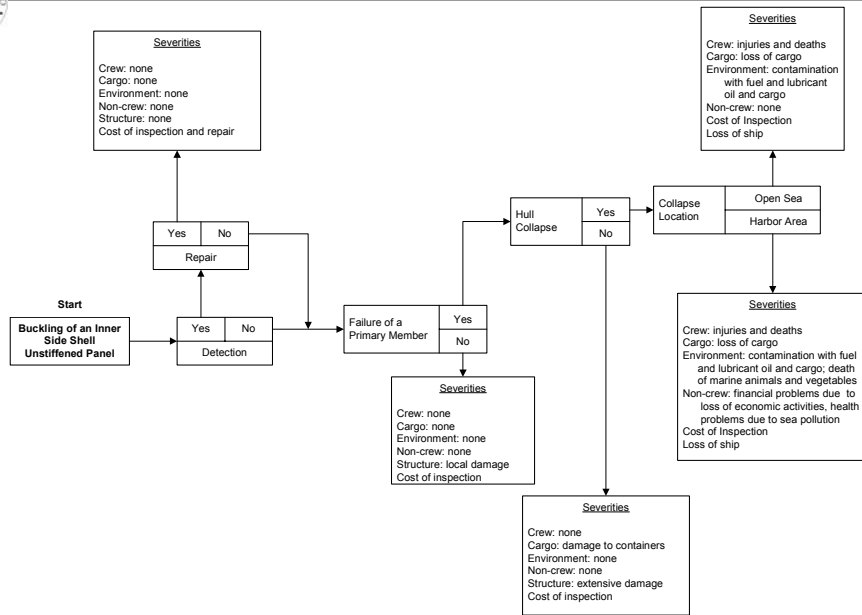 Severities
Crew: none
Cargo: none
Environment: none
Non-crew: none
Structure: none
Cost of inspection and repair
Severities
Crew: injuries and deaths
Cargo: loss of cargo
Environment: contamination
with fuel and lubricant
oil and cargo
Non-crew: none
Cost of Inspection
Loss of ship
Yes
No
Repair
Hull
Collapse
Yes
No
Collapse
Location
Open Sea
Harbor Area
Start
Buckling of an Inner
Side Shell
Unstiffened Panel
Yes
No
Detection
Failure of a
Primary Member
Yes
No
Severities
Crew: none
Cargo: none
Environment: none
Non-crew: none
Structure: local damage
Cost of inspection
Severities
Crew: injuries and deaths
Cargo: loss of cargo
Environment: contamination with fuel
and lubricant oil and cargo; death
of marine animals and vegetables
Non-crew: financial problems due to
loss of economic activities, health
problems due to sea pollution
Cost of Inspection
Loss of ship
Severities
Crew: none
Cargo: damage to containers
Environment: none
Non-crew: none
Structure: extensive damage
Cost of inspection